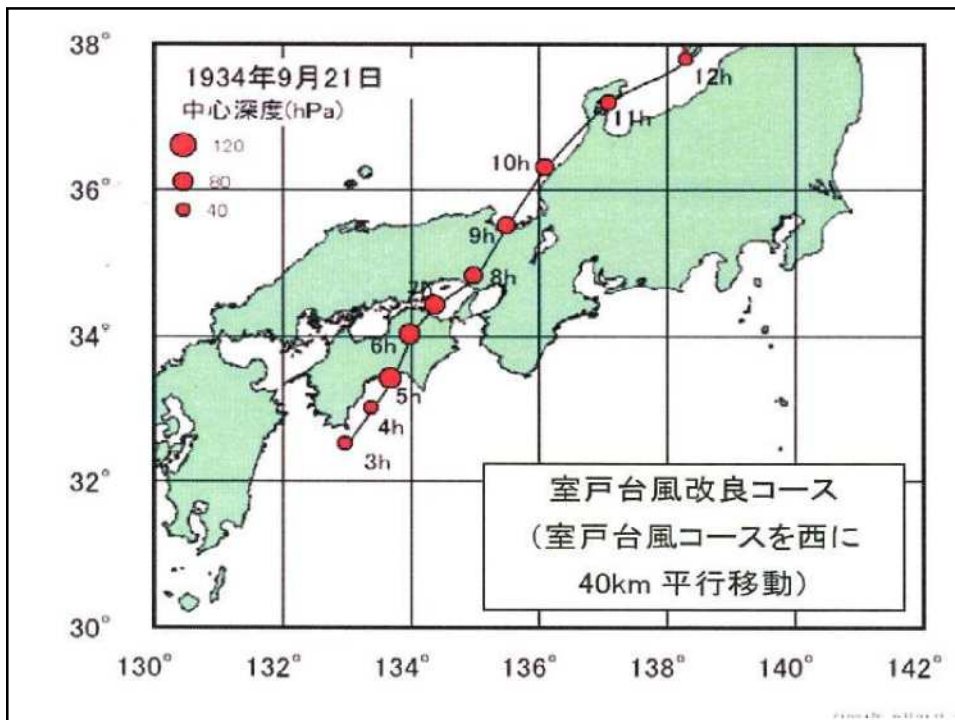 38°
36°
34°
32°
30°
130°
132°
134°
136°
138°
140°
142°
1934年9月21日
中心深度(hPa)
120
80
40
12h
11h
10h
9h
8h
6h
5h
4h
3h
室戸台風改良コース
(室戸台風コースを西に
40km 平行移動)